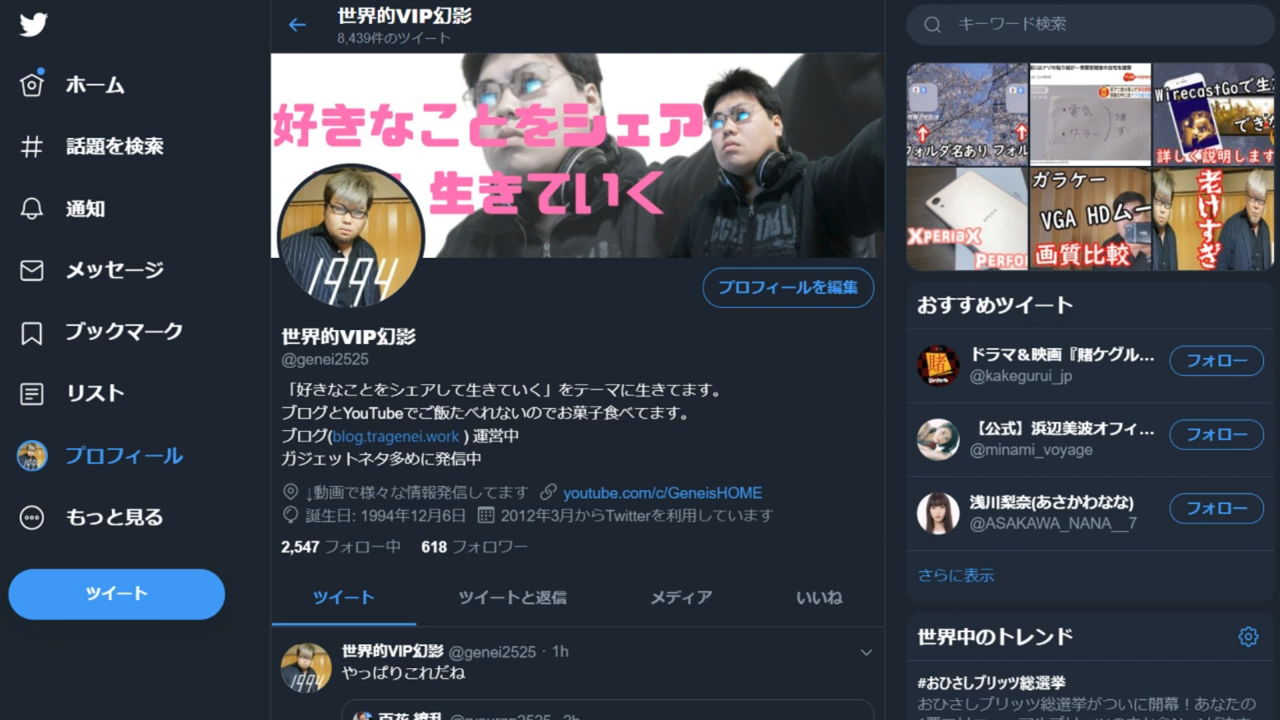 ホーム
話題を検索
通知
メッセージ
ブックマーク
リスト
プロフィール
もっと見る
ツイート
世界的VIP幻影
8,439件のツイート
好きなことをシェア
生きていく
1994
プロフィールを編集
世界的VIP幻影
@genei2525
「好きなことをシェアして生きていく」をテーマに生きてます。
ブログとYouTubeでご飯たべれないのでお菓子食べてます。
ブログ(blog.tragenei.work ) 運営中
ガジェットネタ多めに発信中
↓動画で様々な情報発信してます youtube.com/c/GeneisHOME
誕生日: 1994年12月6日 2012年3月からTwitterを利用しています
2,547 フォロー中 618 フォロワー
ツイート ツイートと返信 メディア いいね
世界的VIP幻影 @genei2525 · 1h
やっぱりこれだね
百花 繚乱
キーワード検索
フォルダ名あり フォル
WirecastGoで生
でき
詳しく説明します
XPERIA X
PERFO
ガラケー
VGA HDムー
画質比較
老けすぎ
おすすめツイート
ドラマ&映画『賭ケグル...
@kakegurui_jp
フォロー
【公式】浜辺美波オフィ...
@minami_voyage
フォロー
浅川梨奈(あさかわなな)
@ASAKAWA_NANA__7
フォロー
さらに表示
世界中のトレンド
#おひさしブリッツ総選挙
おひさしブリッツ総選挙がついに開幕！あなたの